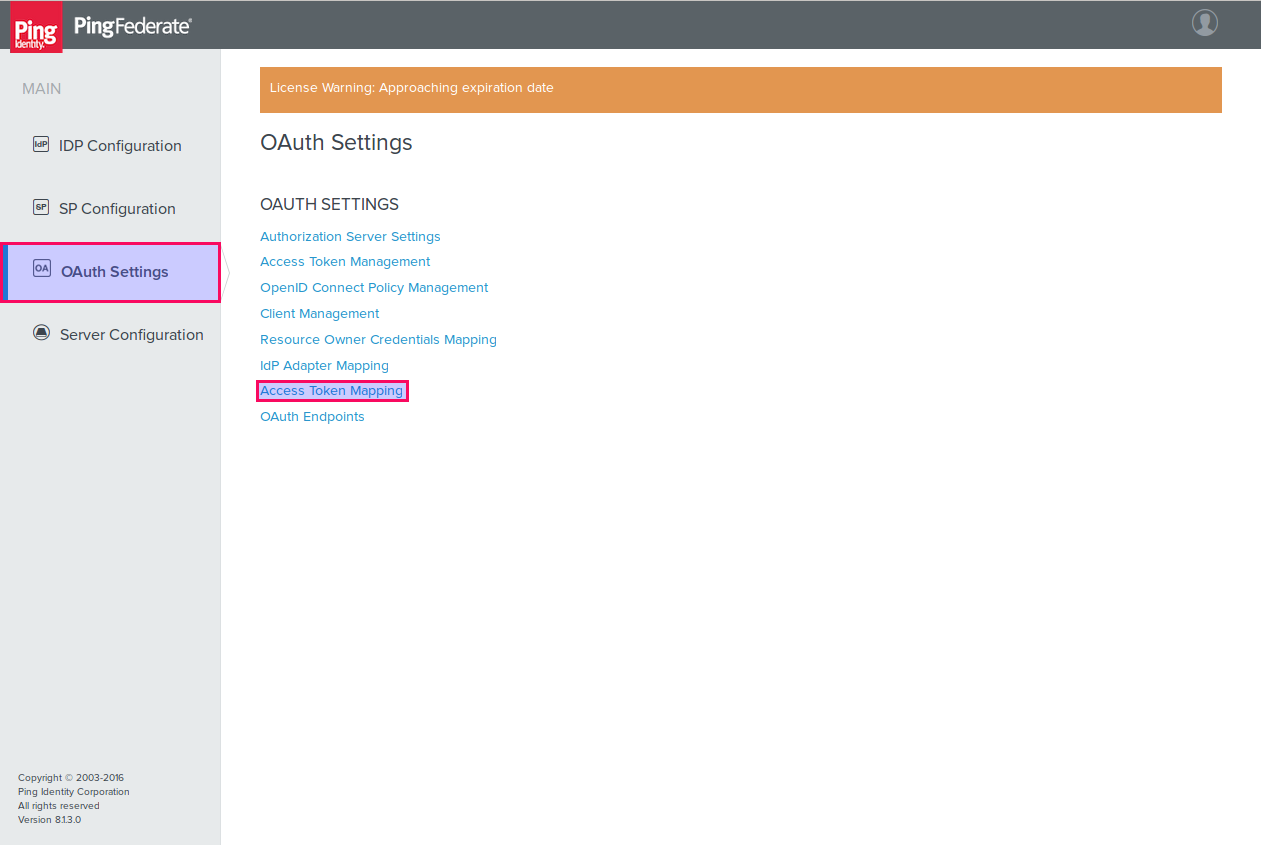 Ping
Identity.
PingFederate®
MAIN
IdP IDP Configuration
SP SP Configuration
OA OAuth Settings
Server Configuration
Copyright © 2003-2016
Ping Identity Corporation
All rights reserved
Version 8.1.3.0
License Warning: Approaching expiration date
OAuth Settings
OAUTH SETTINGS
Authorization Server Settings
Access Token Management
OpenID Connect Policy Management
Client Management
Resource Owner Credentials Mapping
IdP Adapter Mapping
Access Token Mapping
OAuth Endpoints